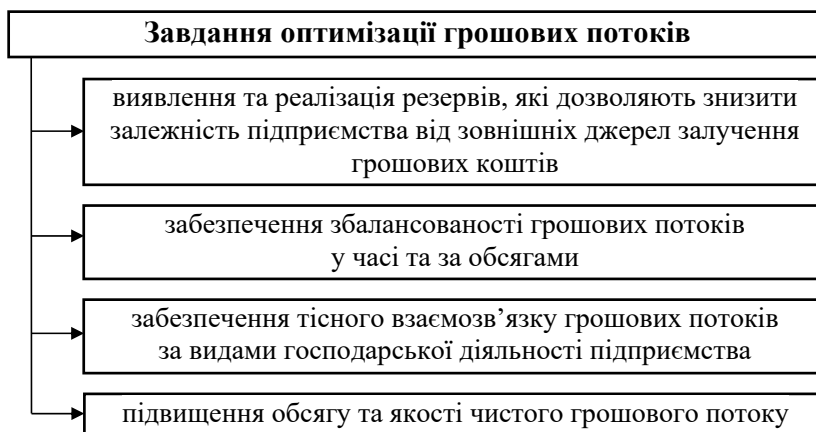 Завдання оптимізації грошових потоків
виявлення та реалізація резервів, які дозволяють знизити
залежність підприємства від зовнішніх джерел залучення
грошових коштів
забезпечення збалансованості грошових потоків
у часі та за обсягами
забезпечення тісного взаємозв’язку грошових потоків
за видами господарської діяльності підприємства
підвищення обсягу та якості чистого грошового потоку